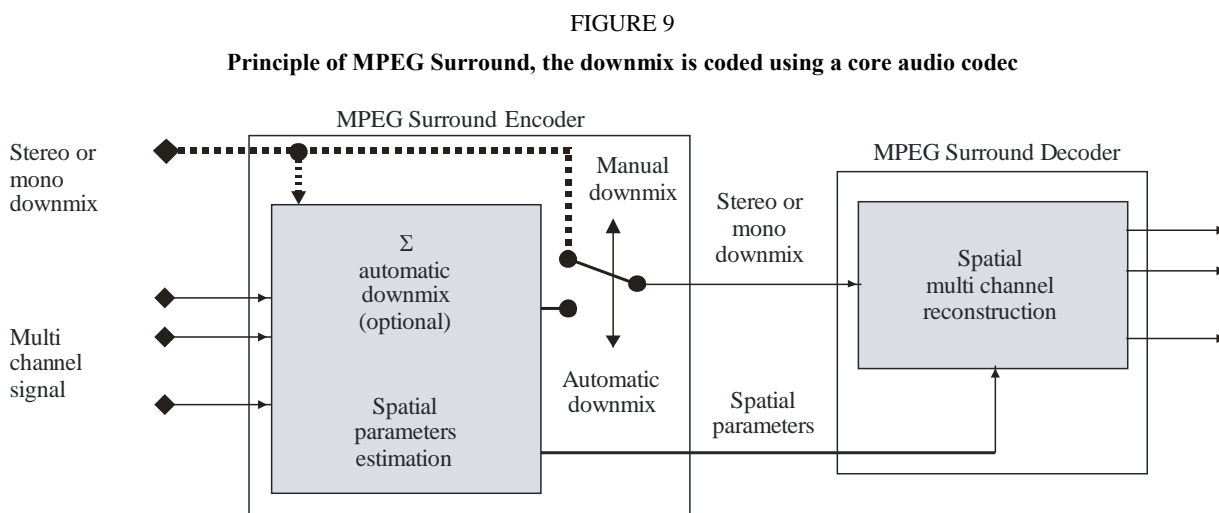 FIGURE 9
Principle of MPEG Surround, the downmix is coded using a core audio codec
MPEG Surround Encoder
Stereo or
mono
downmix
Manual
downmix
MPEG Surround Decoder
Stereo or
mono
downmix
Σ
automatic
downmix
(optional)
Spatial
multi channel
reconstruction
Multi
channel
signal
Automatic
downmix
Spatial
parameters
estimation
Spatial
parameters